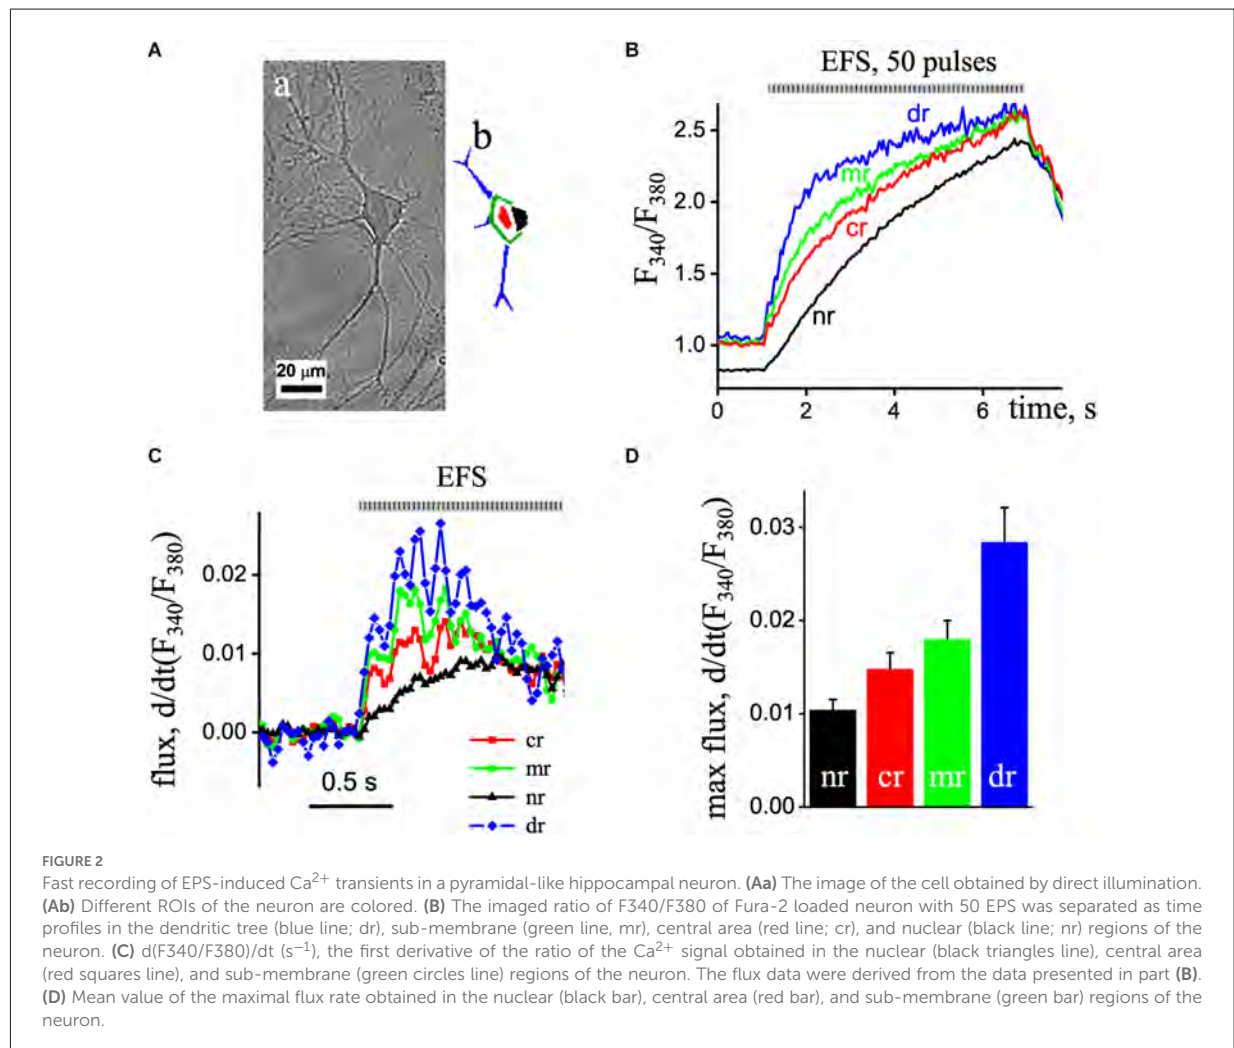 A
a
b
20 μm
B
EFS, 50 pulses
dr
mr
cr
nr
F340/F380
2.5
2.0
1.5
1.0
0
2
4
6
time, s
C
EFS
flux, d/dt(F340/F380)
0.02
0.01
0.00
0.5 s
cr
mr
nr
dr
D
max flux, d/dt(F340/F380)
0.03
0.02
0.01
0.00
nr
cr
mr
dr
FIGURE 2
Fast recording of EPS-induced Ca2+ transients in a pyramidal-like hippocampal neuron. (Aa) The image of the cell obtained by direct illumination.
(Ab) Different ROIs of the neuron are colored. (B) The imaged ratio of F340/F380 of Fura-2 loaded neuron with 50 EPS was separated as time
profiles in the dendritic tree (blue line; dr), sub-membrane (green line, mr), central area (red line; cr), and nuclear (black line; nr) regions of the
neuron. (C) d(F340/F380)/dt (s−1), the first derivative of the ratio of the Ca2+ signal obtained in the nuclear (black triangles line), central area
(red squares line), and sub-membrane (green circles line) regions of the neuron. The flux data were derived from the data presented in part (B).
(D) Mean value of the maximal flux rate obtained in the nuclear (black bar), central area (red bar), and sub-membrane (green bar) regions of the
neuron.